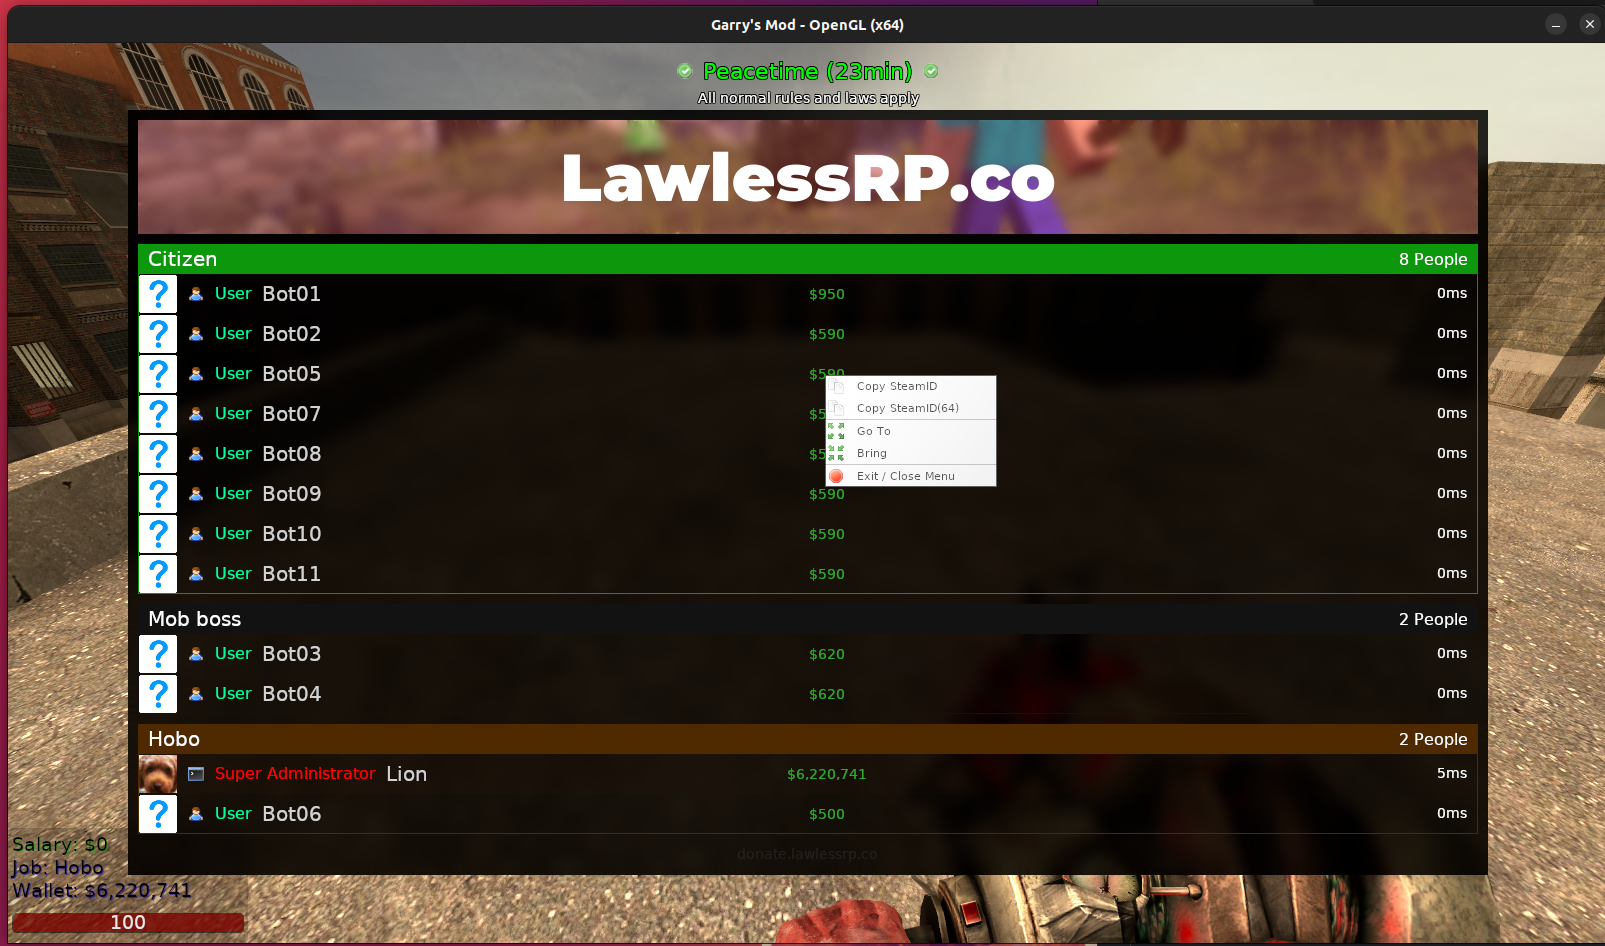 Garry's Mod - OpenGL (x64)
Peacetime (23min)
All normal rules and laws apply
LawlessRP.co
Citizen 8 People
User Bot01 $950 0ms
User Bot02 $590 0ms
User Bot05 $590 0ms
User Bot07 0ms
User Bot08 0ms
User Bot09 $590 0ms
User Bot10 $590 0ms
User Bot11 $590 0ms
Copy SteamID
Copy SteamID(64)
Go To
Bring
Exit / Close Menu
Mob boss 2 People
User Bot03 $620 0ms
User Bot04 $620 0ms
Hobo 2 People
Super Administrator Lion $6,220,741 5ms
User Bot06 $500 0ms
donate.lawlessrp.co
Salary: $0
Job: Hobo
Wallet: $6,220,741
100